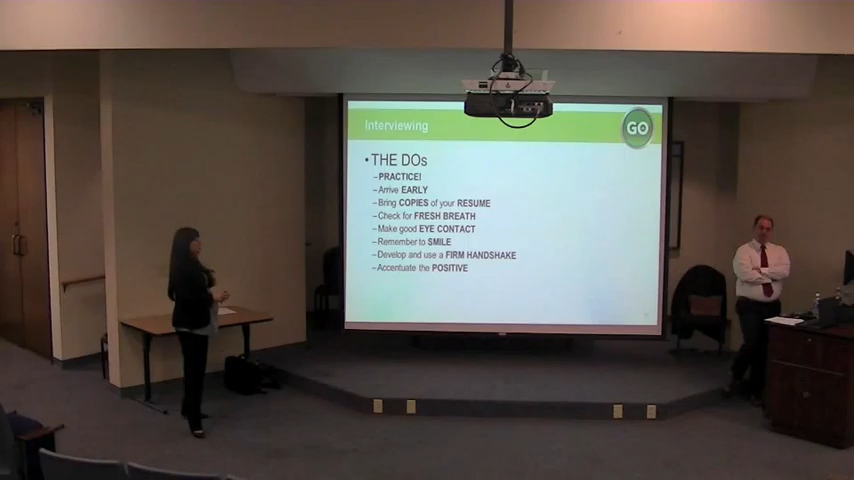 Interviewing
GO
• THE DOs
–PRACTICE!
–Arrive EARLY
–Bring COPIES of your RESUME
–Check for FRESH BREATH
–Make good EYE CONTACT
–Remember to SMILE
–Develop and use a FIRM HANDSHAKE
–Accentuate the POSITIVE